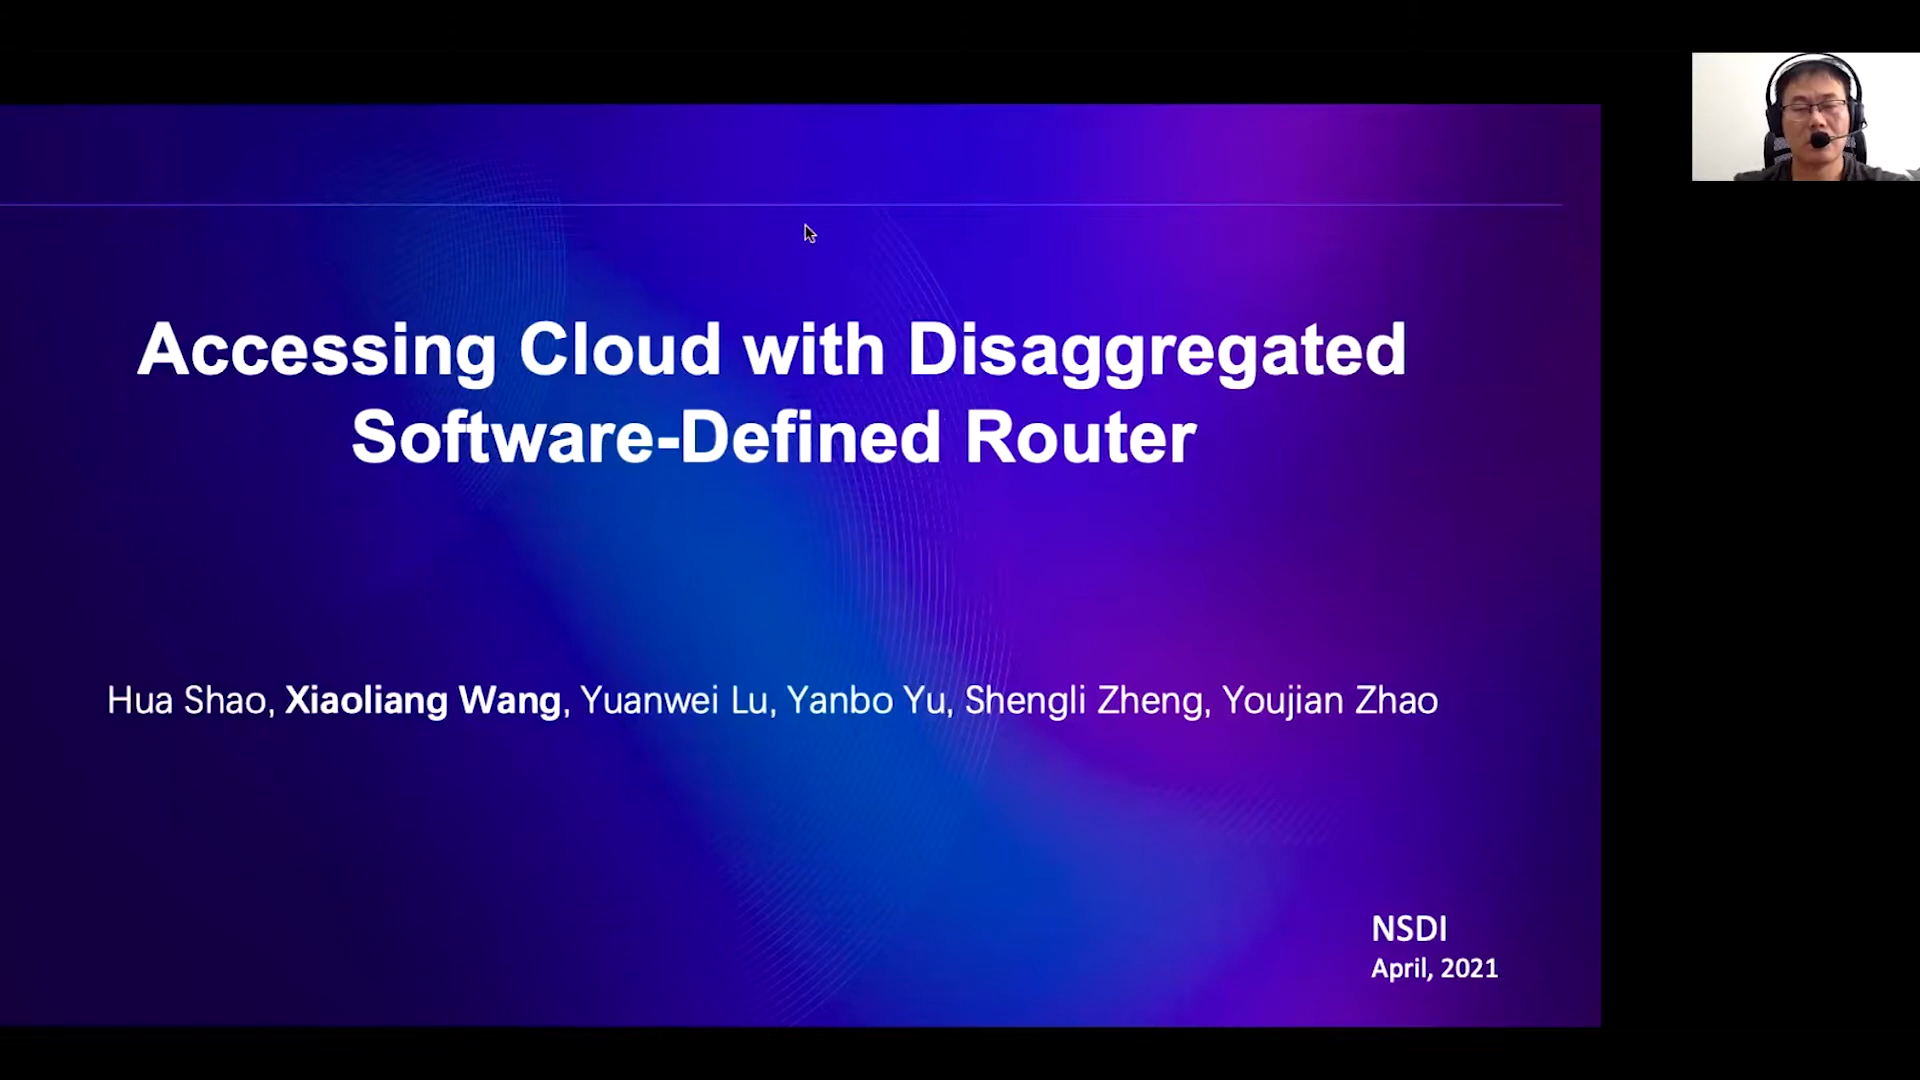 Accessing Cloud with Disaggregated
Software-Defined Router
Hua Shao, Xiaoliang Wang, Yuanwei Lu, Yanbo Yu, Shengli Zheng, Youjian Zhao
NSDI
April, 2021